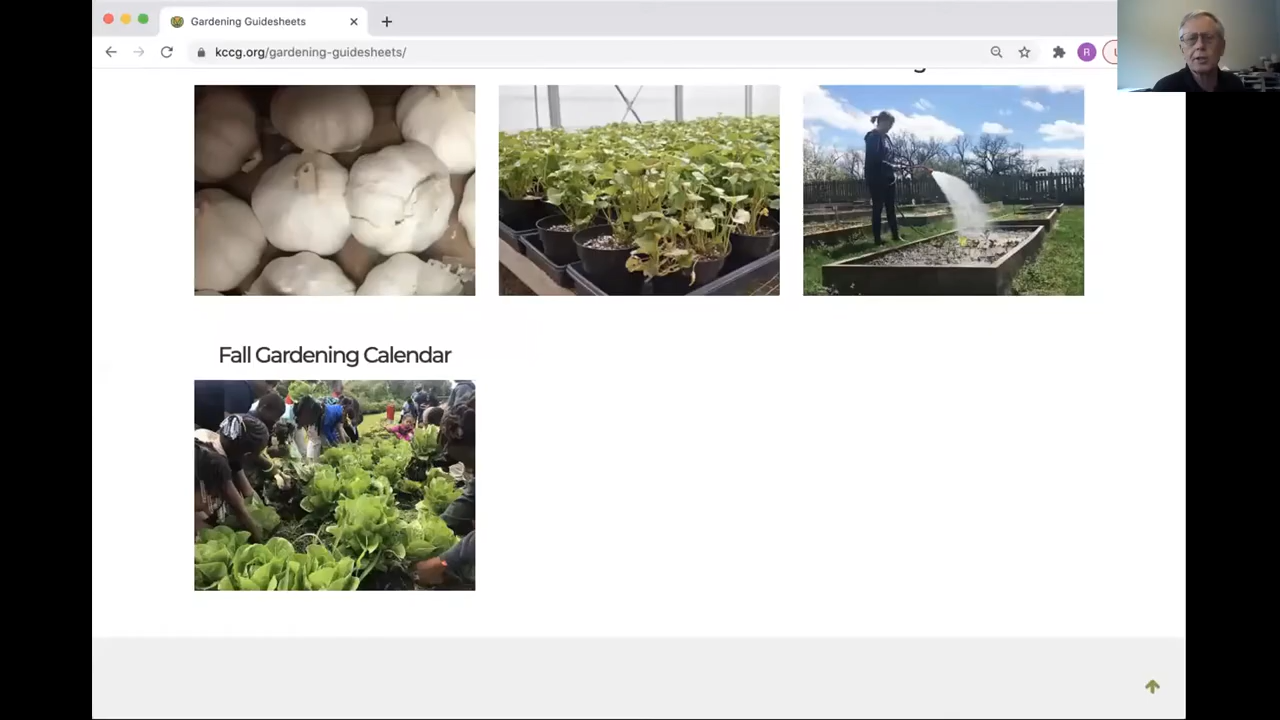 Gardening Guidesheets
kccg.org/gardening-guidesheets/
R
Fall Gardening Calendar